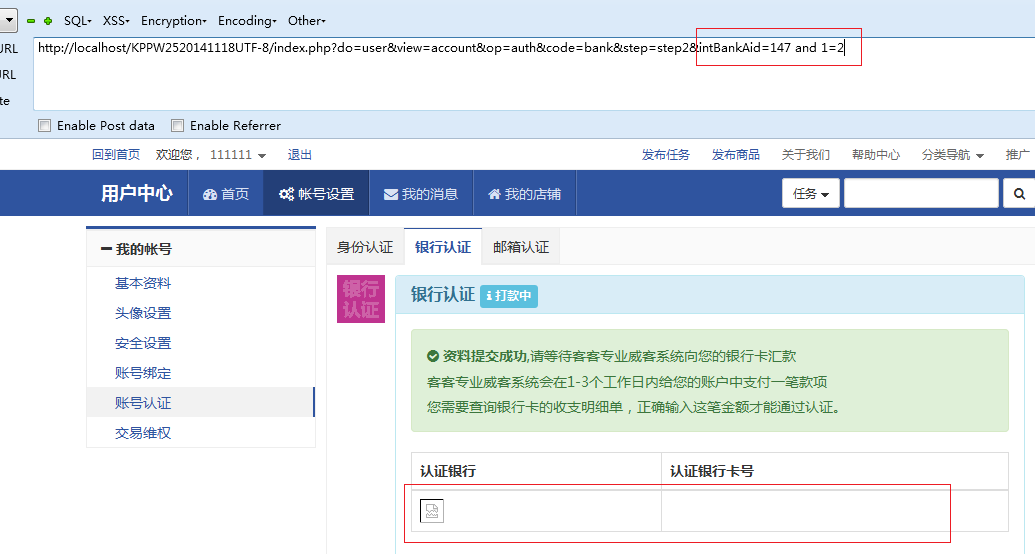 SQL- XSS- Encryption- Encoding- Other-
URL
http://localhost/KPPW2520141118UTF-8/index.php?do=user&view=account&op=auth&code=bank&step=step2&intBankAid=147 and 1=2
URL
te
Enable Post data Enable Referrer
回到首页 欢迎您， 111111 退出 发布任务 发布商品 关于我们 帮助中心 分类导航 推广
用户中心 首页 帐号设置 我的消息 我的店铺 任务
我的帐号
基本资料
头像设置
安全设置
账号绑定
账号认证
交易维权
身份认证 银行认证 邮箱认证
银行
认证
银行认证 打款中
资料提交成功,请等待客客专业威客系统向您的银行卡汇款
客客专业威客系统会在1-3个工作日内给您的账户中支付一笔款项
您需要查询银行卡的收支明细单，正确输入这笔金额才能通过认证。
认证银行 认证银行卡号